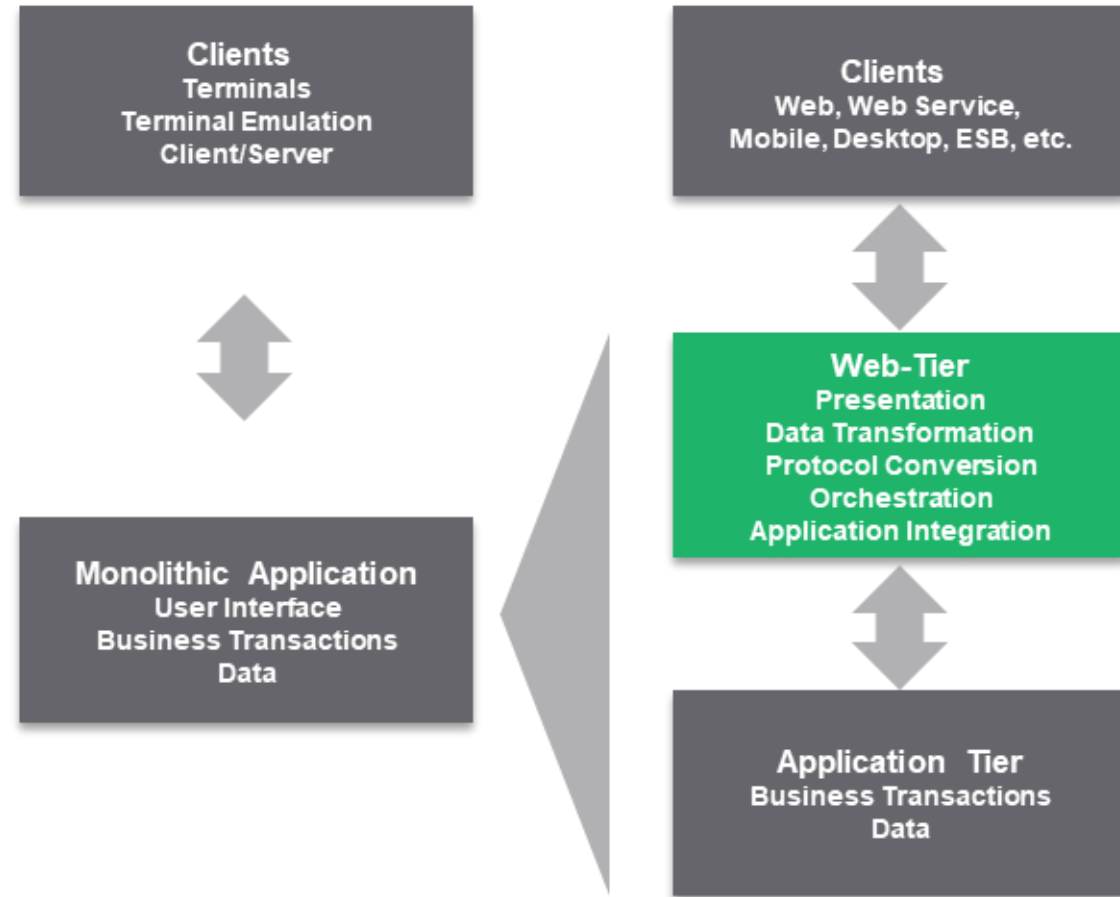 Clients
Terminals
Terminal Emulation
Client/Server
Monolithic Application
User Interface
Business Transactions
Data
Clients
Web, Web Service,
Mobile, Desktop, ESB, etc.
Web-Tier
Presentation
Data Transformation
Protocol Conversion
Orchestration
Application Integration
Application Tier
Business Transactions
Data